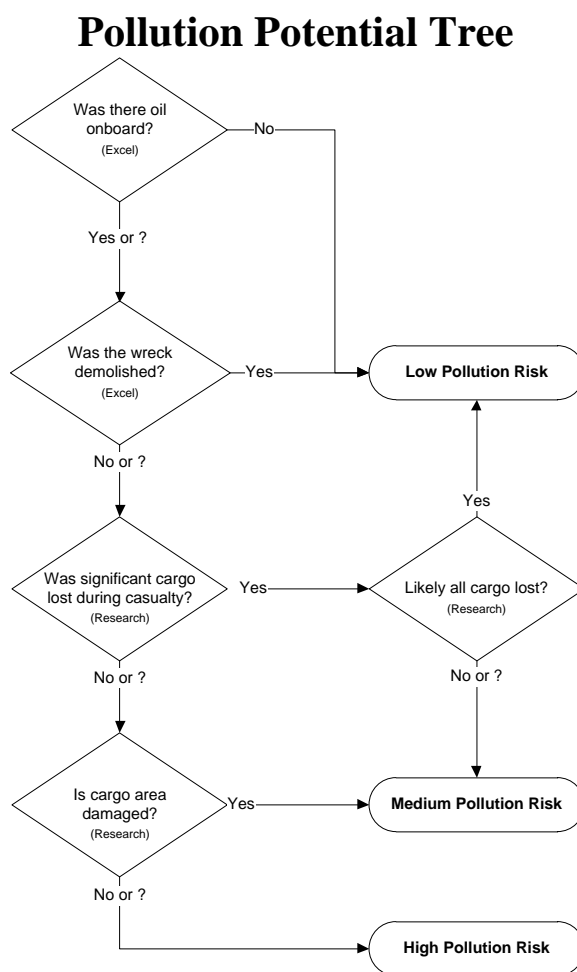 Pollution Potential Tree
Was there oil
onboard?
(Excel)
No
Yes or ?
Was the wreck
demolished?
(Excel)
Yes
Low Pollution Risk
No or ?
Yes
Was significant cargo
lost during casualty?
(Research)
Yes
Likely all cargo lost?
(Research)
No or ?
No or ?
Is cargo area
damaged?
(Research)
Yes
Medium Pollution Risk
No or ?
High Pollution Risk